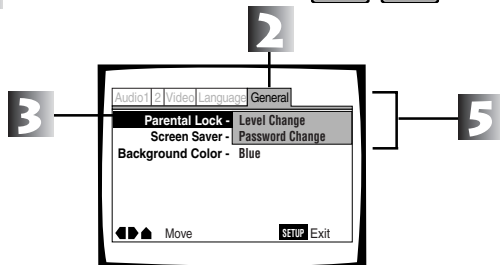 2
Audio1 2 Video Language General
3
Parental Lock - Level Change
5
Screen Saver - Password Change
Background Color - Blue
Move SETUP Exit